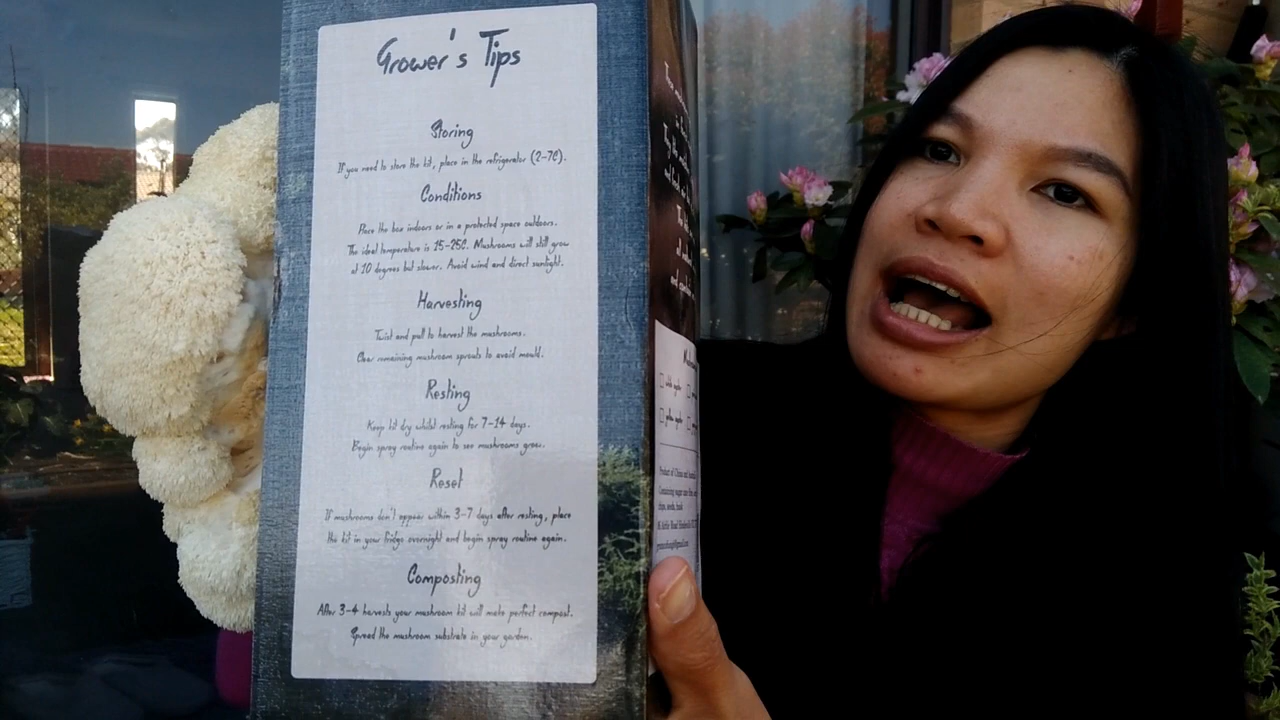 Grower's Tips
Storing
If you need to store the kit, place in the refrigerator (2-7C).
Conditions
Place the box indoors or in a protected space outdoors.
The ideal temperature is 15-25C. Mushrooms will still grow
at 10 degrees but slower. Avoid wind and direct sunlight.
Harvesting
Twist and pull to harvest the mushrooms.
Clear remaining mushroom sprouts to avoid mould.
Resting
Keep kit dry whilst resting for 7-14 days.
Begin spray routine again to see mushrooms grow.
Reset
If mushrooms don't appear within 3-7 days after resting, place
the kit in your fridge overnight and begin spray routine again.
Composting
After 3-4 harvests your mushroom kit will make perfect compost.
Spread the mushroom substrate in your garden.
Product of